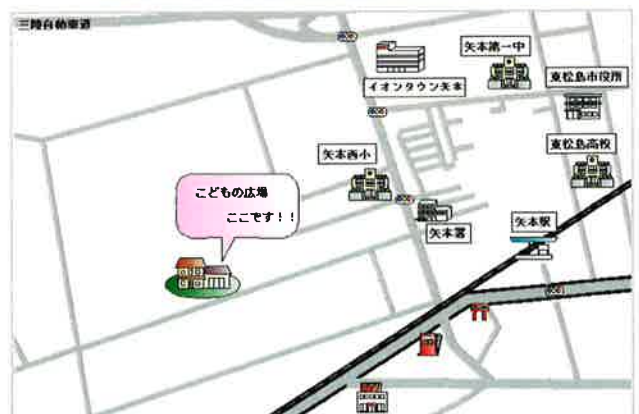 三陸自動車道
矢本第一中
イオンタウン矢本
東松島市役所
矢本西小
東松島高校
こどもの広場
ここです！！
矢本署
矢本駅